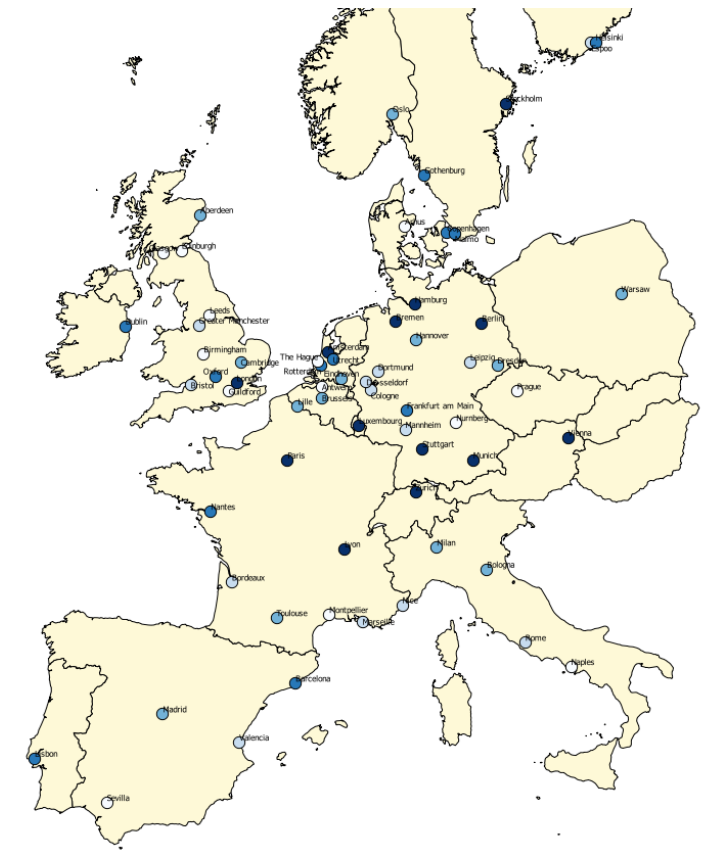 Helsinki
Espoo
Stockholm
Oslo
Gothenburg
Aberdeen
Arhus
Copenhagen
Malmo
Glasgow
Edinburgh
Hamburg
Warsaw
Bremen
Berlin
Dublin
Leeds
Greater Manchester
Hannover
Birmingham
Amsterdam
The Hague
Utrecht
Cambridge
Leipzig
Dresden
Rotterdam
Eindhoven
Dortmund
Oxford
London
Bristol
Guildford
Antwerp
Dusseldorf
Cologne
Brussels
Prague
Lille
Frankfurt am Main
Luxembourg
Mannheim
Nurnberg
Vienna
Stuttgart
Paris
Munich
Zurich
Nantes
Lyon
Milan
Bologna
Bordeaux
Nice
Toulouse
Montpellier
Marseille
Rome
Naples
Barcelona
Madrid
Valencia
Lisbon
Sevilla